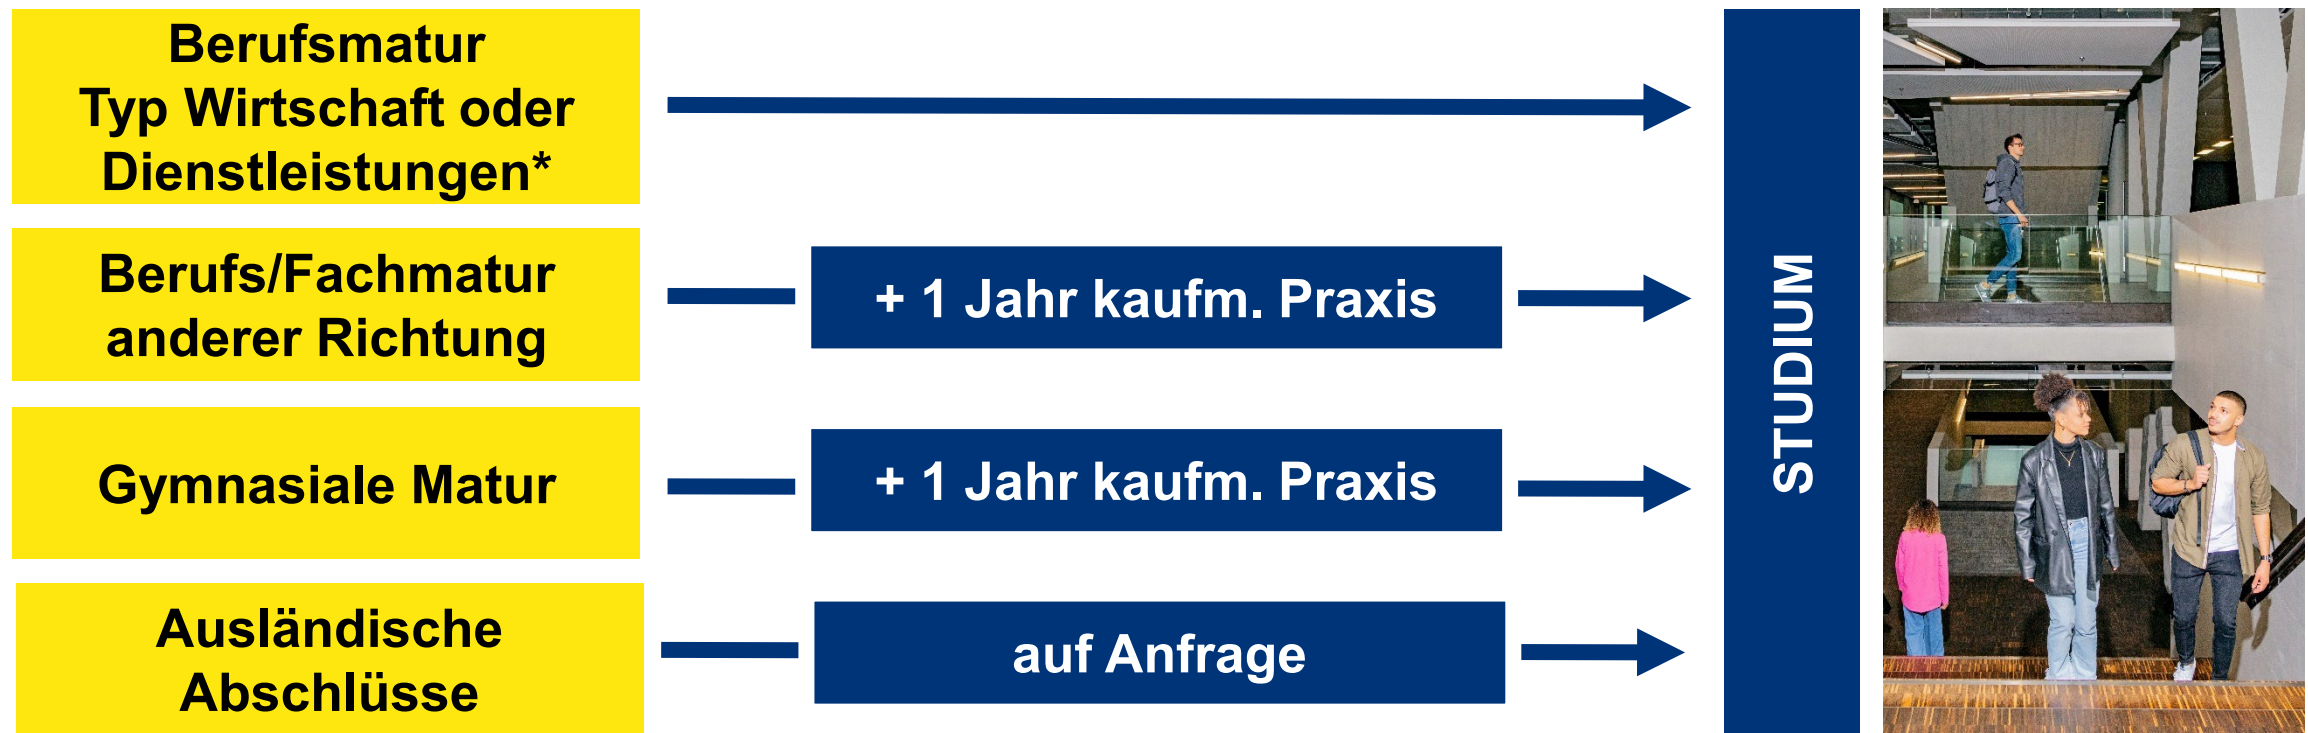 Berufsmatur
Typ Wirtschaft oder
Dienstleistungen*
Berufs/Fachmatur
anderer Richtung
+ 1 Jahr kaufm. Praxis
Gymnasiale Matur
+ 1 Jahr kaufm. Praxis
Ausländische
Abschlüsse
auf Anfrage
STUDIUM